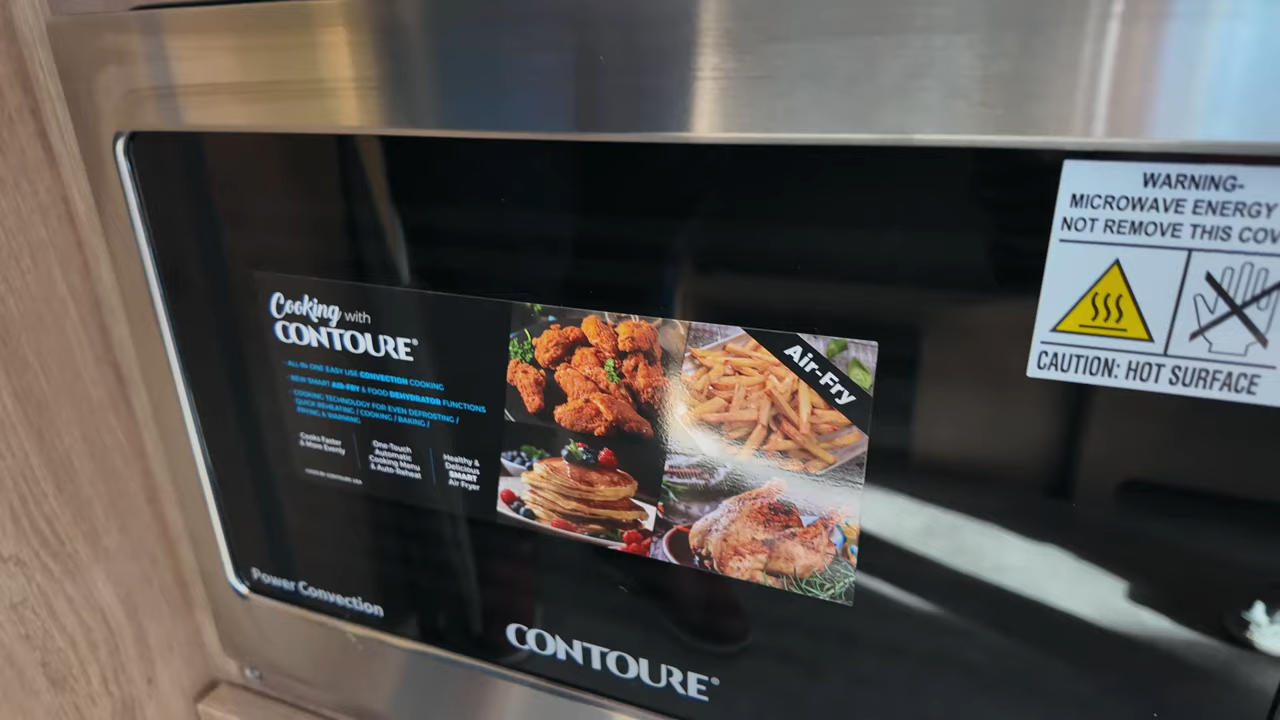 Cooking with
CONTOURE®
· ALL-IN-ONE EASY USE CONVECTION COOKING
· NEW SMART AIR-FRY & FOOD DEHYDRATOR FUNCTIONS
· COOKING TECHNOLOGY FOR EVEN DEFROSTING /
QUICK REHEATING / COOKING / BAKING /
FRYING & WARMING
Cooks Faster
& More Evenly
One-Touch
Automatic
Cooking Menu
& Auto-Reheat
Healthy &
Delicious
SMART
Air Fryer
Air-Fry
Power Convection
CONTOURE®
WARNING-
MICROWAVE ENERGY
NOT REMOVE THIS COV
CAUTION: HOT SURFACE